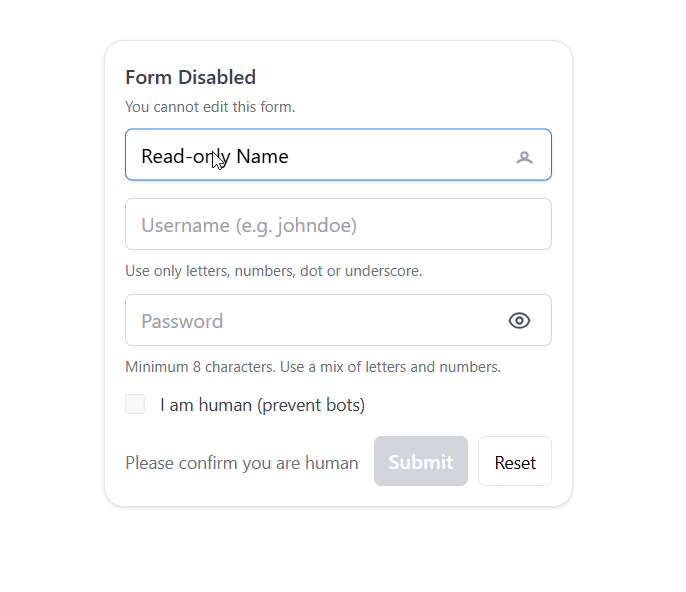 Form Disabled
You cannot edit this form.
Read-only Name
Username (e.g. johndoe)
Use only letters, numbers, dot or underscore.
Password
Minimum 8 characters. Use a mix of letters and numbers.
I am human (prevent bots)
Please confirm you are human Submit Reset